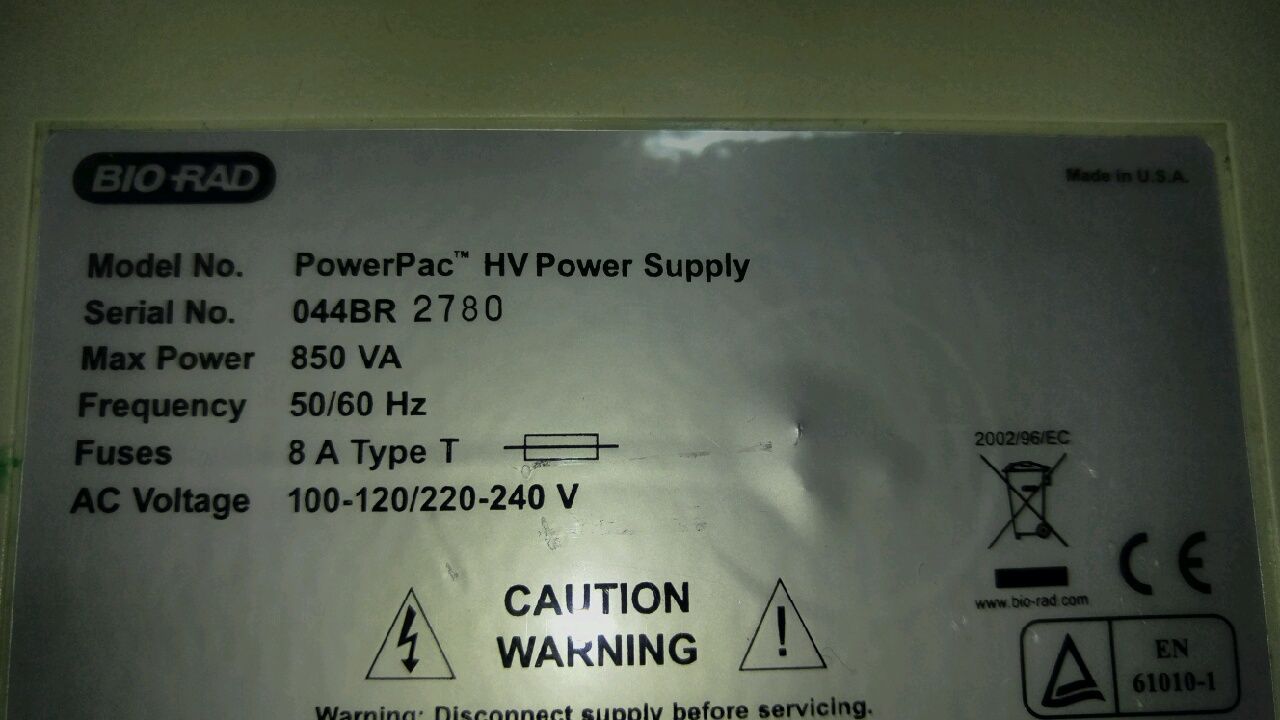 BIO-RAD
Made in U.S.A.
Model No. PowerPac™ HV Power Supply
Serial No. 044BR 2780
Max Power 850 VA
Frequency 50/60 Hz
Fuses 8 A Type T
AC Voltage 100-120/220-240 V
2002/96/EC
CE
www.bio-rad.com
CAUTION
WARNING
EN
61010-1
Warning: Disconnect supply before servicing.